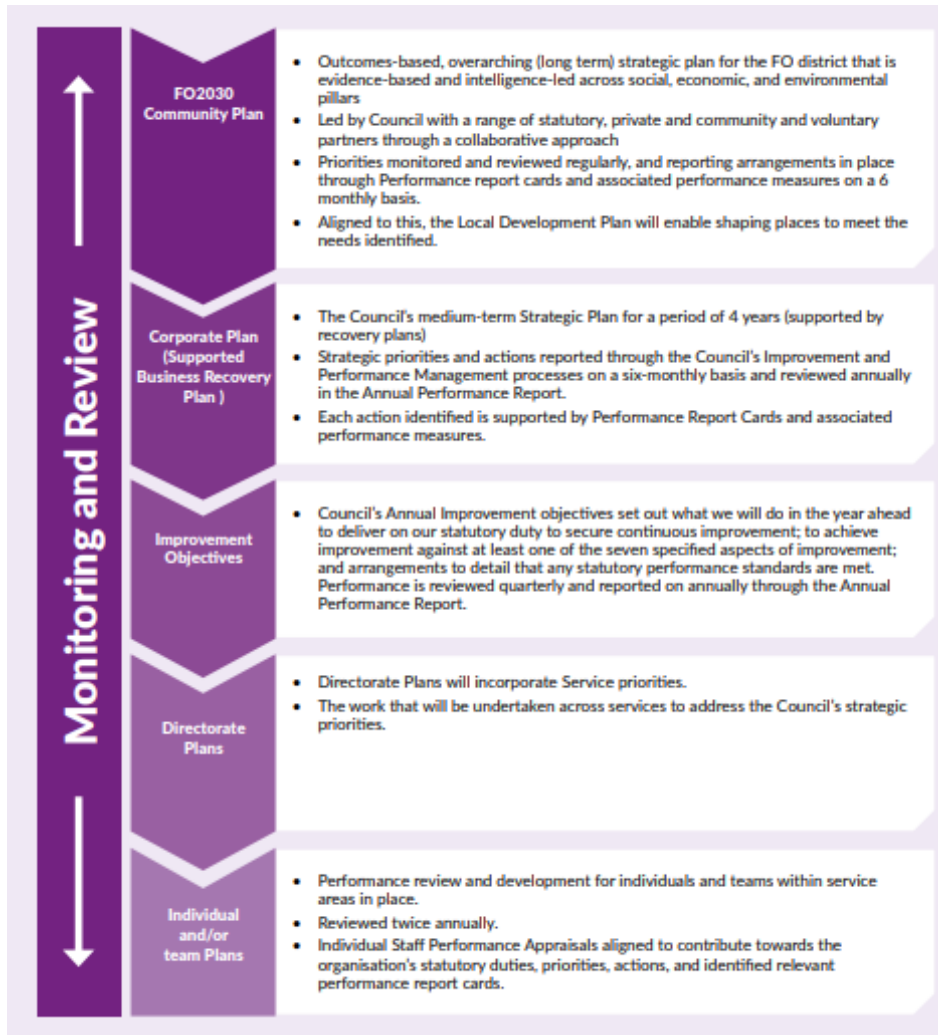 Monitoring and Review
FO2030
Community Plan
• Outcomes-based, overarching (long term) strategic plan for the FO district that is
evidence-based and intelligence-led across social, economic, and environmental
pillars
• Led by Council with a range of statutory, private and community and voluntary
partners through a collaborative approach
• Priorities monitored and reviewed regularly, and reporting arrangements in place
through Performance report cards and associated performance measures on a 6
monthly basis.
• Aligned to this, the Local Development Plan will enable shaping places to meet the
needs identified.
Corporate Plan
(Supported
Business Recovery
Plan )
• The Council's medium-term Strategic Plan for a period of 4 years (supported by
recovery plans)
• Strategic priorities and actions reported through the Council's Improvement and
Performance Management processes on a six-monthly basis and reviewed annually
in the Annual Performance Report.
• Each action identified is supported by Performance Report Cards and associated
performance measures.
Improvement
Objectives
• Council's Annual Improvement objectives set out what we will do in the year ahead
to deliver on our statutory duty to secure continuous improvement; to achieve
improvement against at least one of the seven specified aspects of improvement;
and arrangements to detail that any statutory performance standards are met.
Performance is reviewed quarterly and reported on annually through the Annual
Performance Report.
Directorate
Plans
• Directorate Plans will incorporate Service priorities.
• The work that will be undertaken across services to address the Council's strategic
priorities.
Individual
and/or
team Plans
• Performance review and development for individuals and teams within service
areas in place.
• Reviewed twice annually.
• Individual Staff Performance Appraisals aligned to contribute towards the
organisation's statutory duties, priorities, actions, and identified relevant
performance report cards.